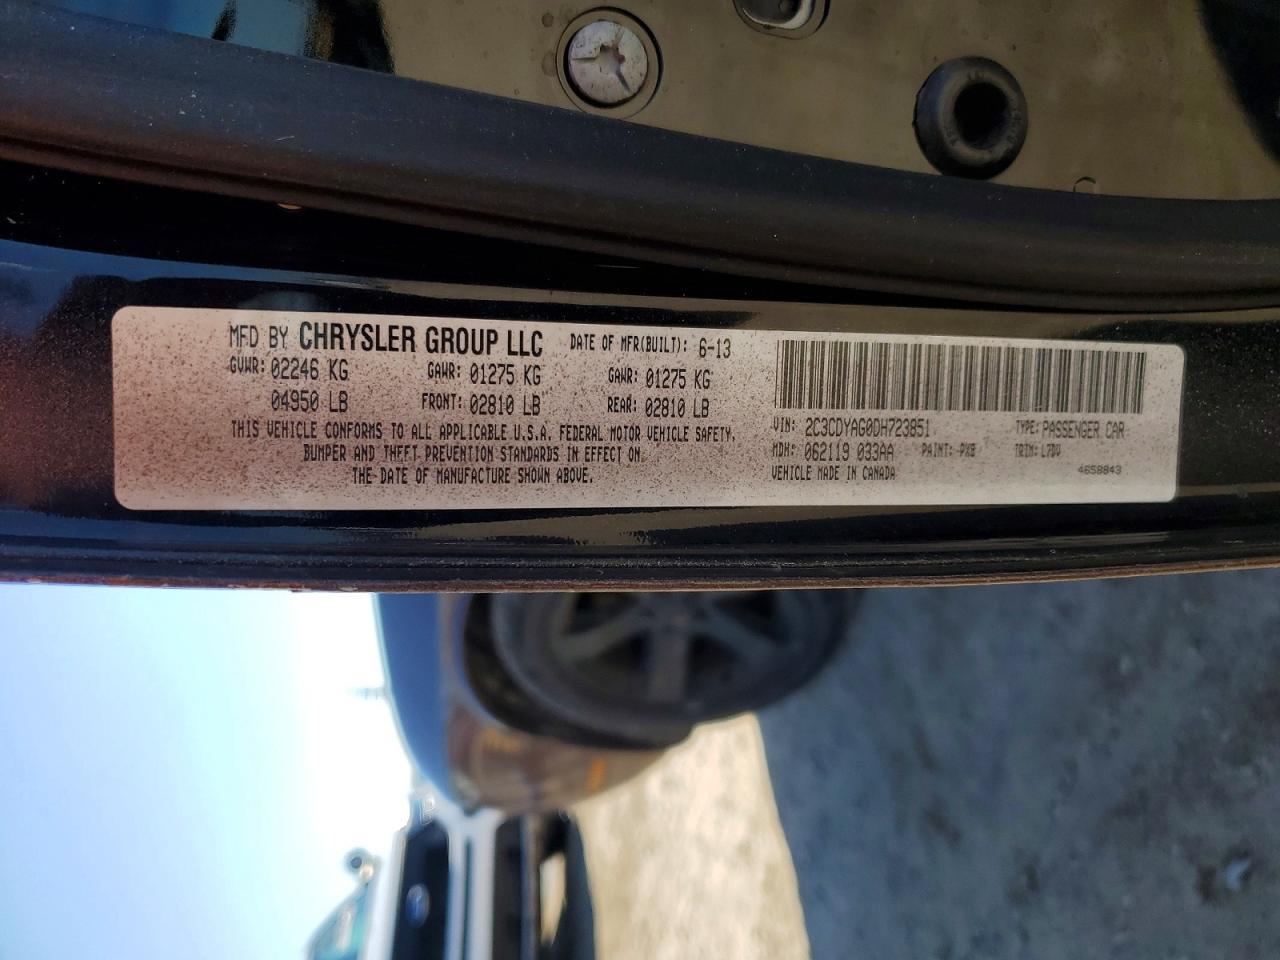 MFD BY CHRYSLER GROUP LLC DATE OF MFR(BUILT): 6-13
GVWR: 02246 KG GAWR: 01275 KG GAWR: 01275 KG
04950 LB FRONT: 02810 LB REAR: 02810 LB
THIS VEHICLE CONFORMS TO ALL APPLICABLE U.S.A. FEDERAL MOTOR VEHICLE SAFETY,
BUMPER AND THEFT PREVENTION STANDARDS IN EFFECT ON
THE DATE OF MANUFACTURE SHOWN ABOVE.
VIN: 2C3CDYAG0DH723851 TYPE: PASSENGER CAR
MDH: 062119 033AA PAINT: PX8 TRIM: L7DV
VEHICLE MADE IN CANADA 4658843